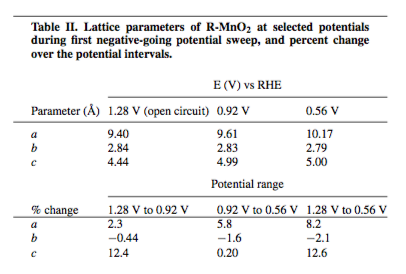 Table II. Lattice parameters of R-MnO2 at selected potentials
during first negative-going potential sweep, and percent change
over the potential intervals.
E (V) vs RHE
Parameter (Å) 1.28 V (open circuit) 0.92 V 0.56 V
a 9.40 9.61 10.17
b 2.84 2.83 2.79
c 4.44 4.99 5.00
Potential range
% change 1.28 V to 0.92 V 0.92 V to 0.56 V 1.28 V to 0.56 V
a 2.3 5.8 8.2
b −0.44 −1.6 −2.1
c 12.4 0.20 12.6